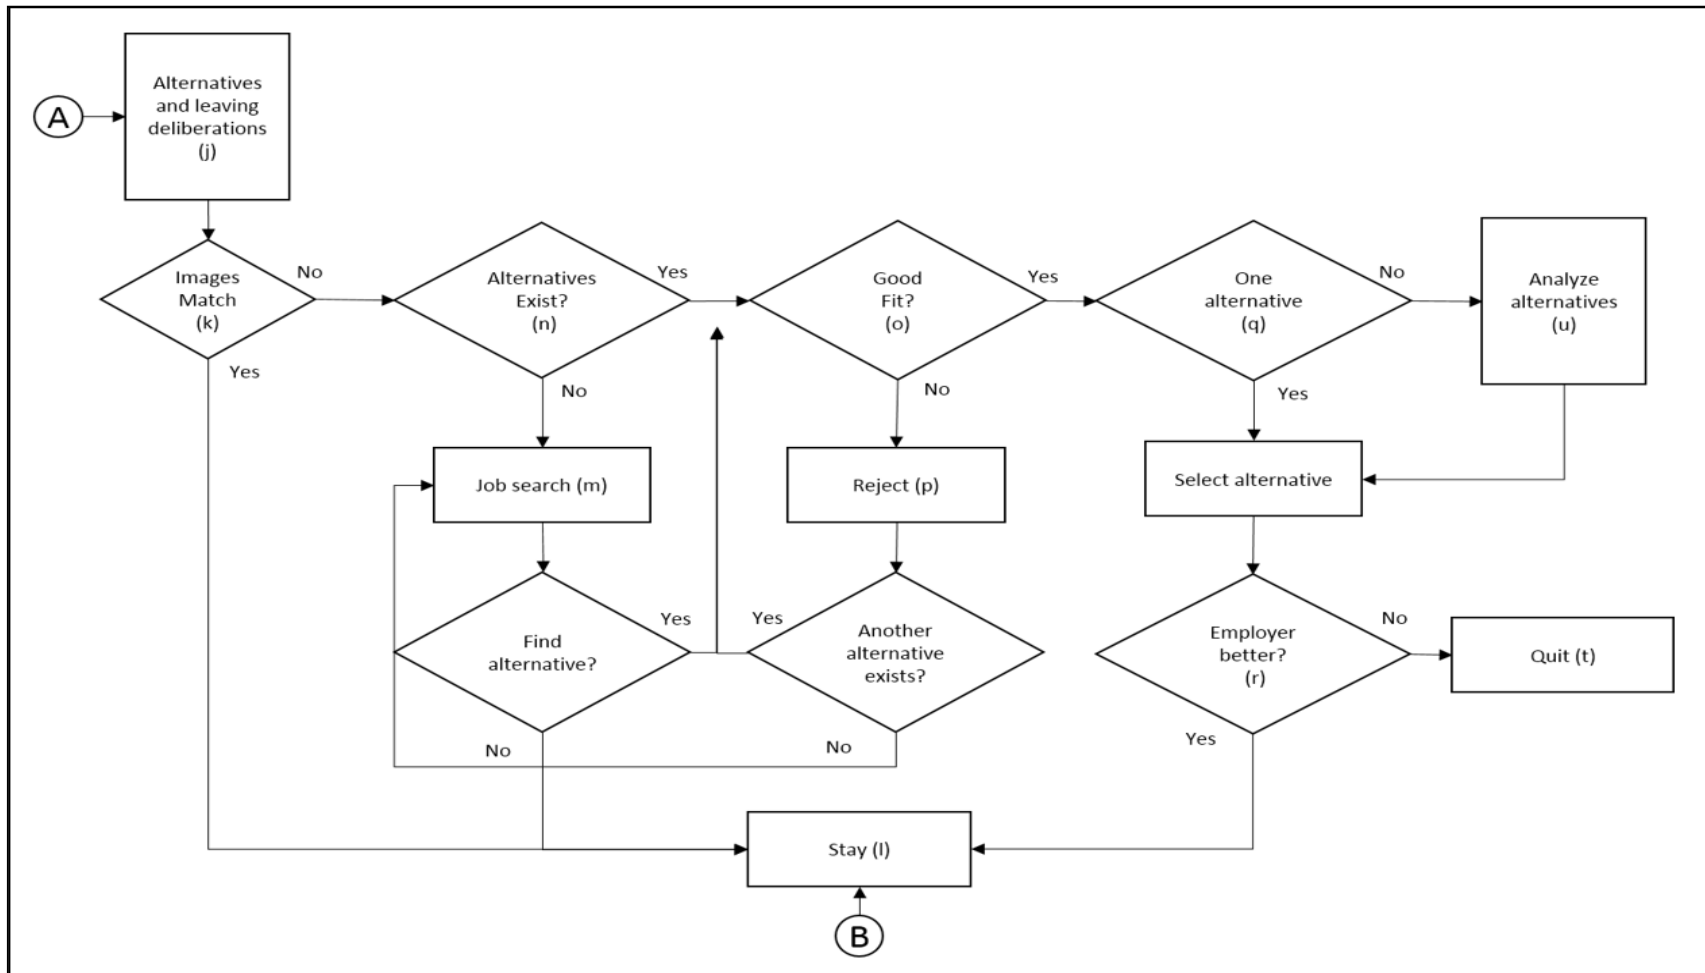 Alternatives
and leaving
deliberations
(j)
A
Images
Match
(k)
No
Yes
Alternatives
Exist?
(n)
Yes
No
Good
Fit?
(o)
Yes
No
One
alternative
(q)
No
Yes
Analyze
alternatives
(u)
Job search (m)
Reject (p)
Select alternative
Find
alternative?
Yes
No
Another
alternative
exists?
Yes
No
Employer
better?
(r)
No
Yes
Quit (t)
Stay (l)
B